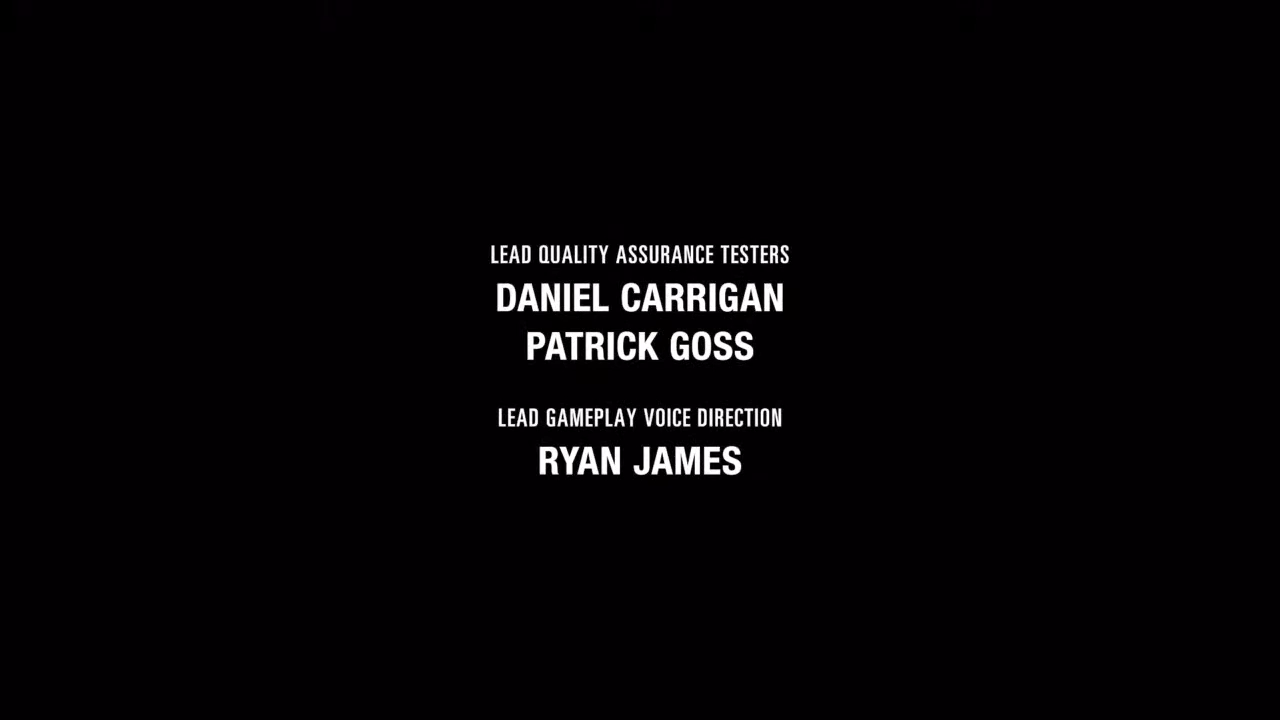 LEAD QUALITY ASSURANCE TESTERS
DANIEL CARRIGAN
PATRICK GOSS
LEAD GAMEPLAY VOICE DIRECTION
RYAN JAMES